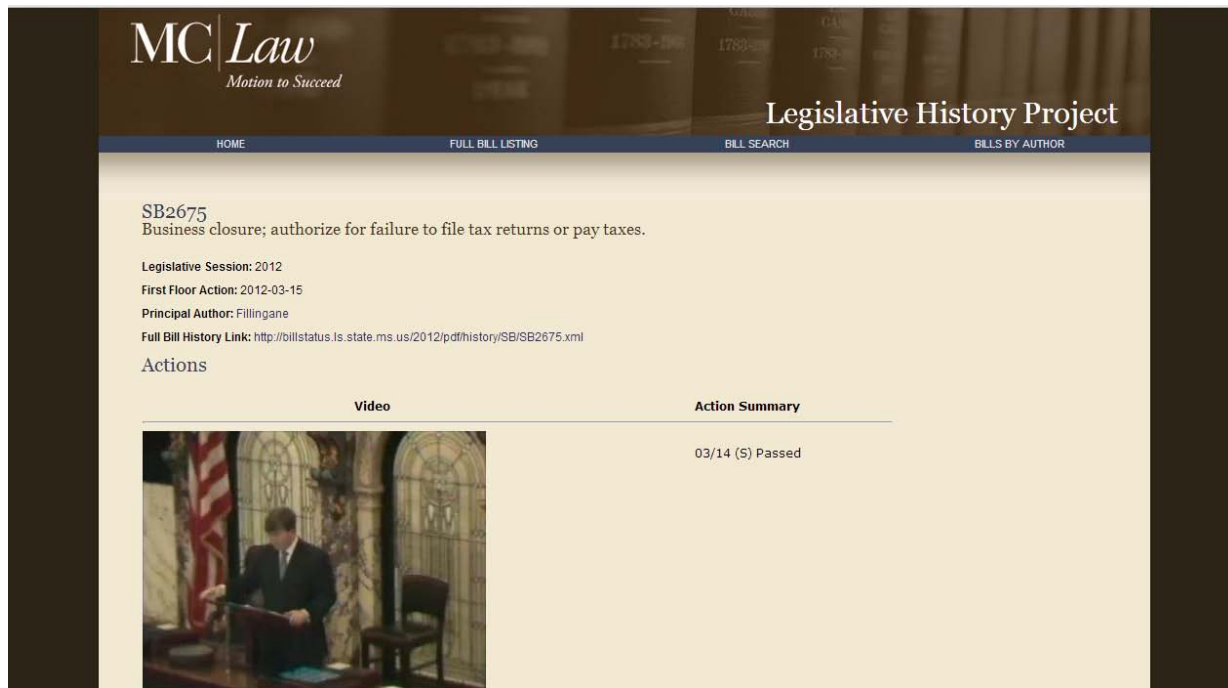 MC Law
Motion to Succeed
1783-
Legislative History Project
HOME
FULL BILL LISTING
BILL SEARCH
BILLS BY AUTHOR
SB2675
Business closure; authorize for failure to file tax returns or pay taxes.
Legislative Session: 2012
First Floor Action: 2012-03-15
Principal Author: Fillingane
Full Bill History Link: http://billstatus.ls.state.ms.us/2012/pdf/history/SB/SB2675.xml
Actions
Video
Action Summary
03/14 (S) Passed